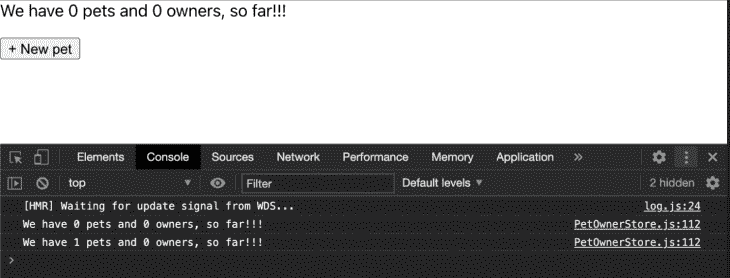 We have 0 pets and 0 owners, so far!!!
+ New pet
Elements Console Sources Network Performance Memory Application »
top ▼ Filter Default levels ▼ 2 hidden
[HMR] Waiting for update signal from WDS... log.js:24
We have 0 pets and 0 owners, so far!!! PetOwnerStore.js:112
We have 1 pets and 0 owners, so far!!! PetOwnerStore.js:112
›